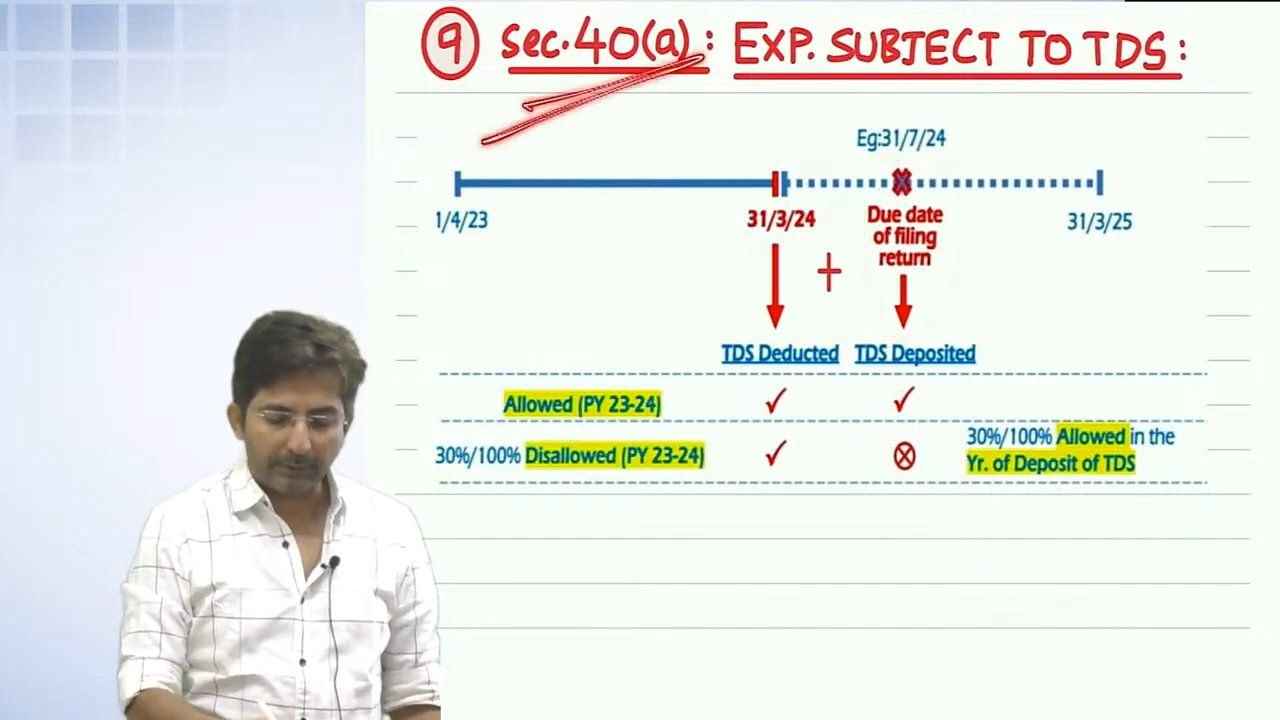 9 Sec.40(a): EXP. SUBJECT TO TDS:
Eg:31/7/24
1/4/23
31/3/24
Due date
of filing
return
31/3/25
+
TDS Deducted
TDS Deposited
Allowed (PY 23-24) ✓ ✓
30%/100% Disallowed (PY 23-24) ✓ ⊗
30%/100% Allowed in the
Yr. of Deposit of TDS